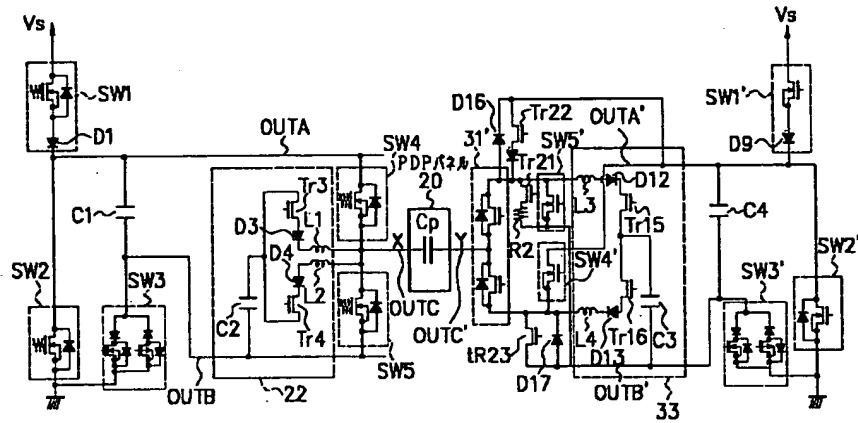 Vs
Vs
SW1
D1
D16
Tr22
SW1'
OUTA
SW4
31'
Tr21
SW5'
OUTA'
D9
PDPパネル
20
D12
C1
Tr3
D3
L1
Cp
L3
Tr15
C4
X
Y
R2
D4
SW4'
SW2
SW3
L2
C2
Tr4
OUTC
OUTC'
L4
Tr16
C3
SW3'
SW2'
SW5
tR23
D17
D13
OUTB
22
OUTB'
33